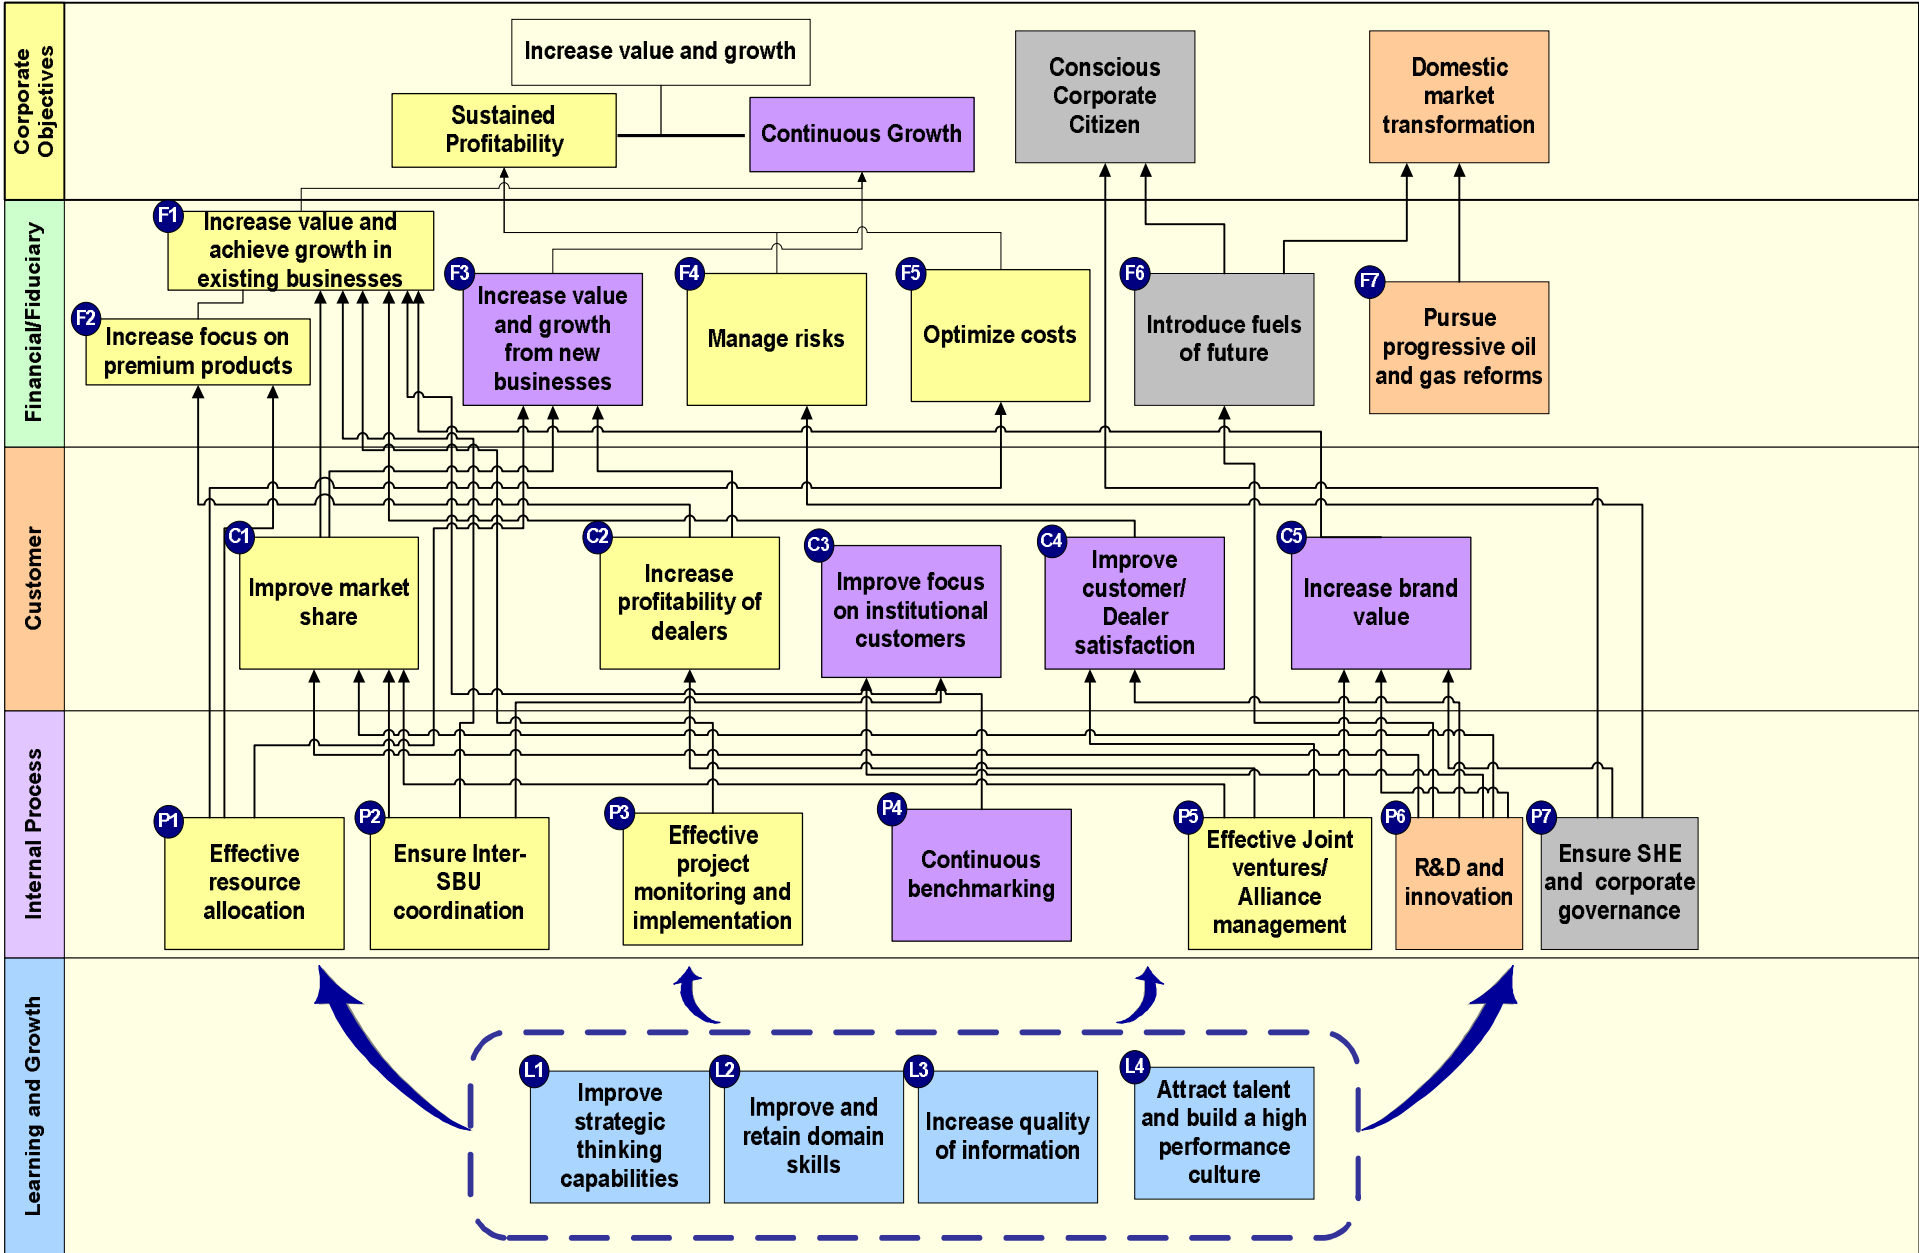 Corporate
Objectives
Increase value and growth
Sustained
Profitability
Continuous Growth
Conscious
Corporate
Citizen
Domestic
market
transformation
Financial/Fiduciary
F1
Increase value and
achieve growth in
existing businesses
F2
Increase focus on
premium products
F3
Increase value
and growth
from new
businesses
F4
Manage risks
F5
Optimize costs
F6
Introduce fuels
of future
F7
Pursue
progressive oil
and gas reforms
Customer
C1
Improve market
share
C2
Increase
profitability of
dealers
C3
Improve focus
on institutional
customers
C4
Improve
customer/
Dealer
satisfaction
C5
Increase brand
value
Internal Process
P1
Effective
resource
allocation
P2
Ensure Inter-
SBU
coordination
P3
Effective
project
monitoring and
implementation
P4
Continuous
benchmarking
P5
Effective Joint
ventures/
Alliance
management
P6
R&D and
innovation
P7
Ensure SHE
and corporate
governance
Learning and Growth
L1
Improve
strategic
thinking
capabilities
L2
Improve and
retain domain
skills
L3
Increase quality
of information
L4
Attract talent
and build a high
performance
culture